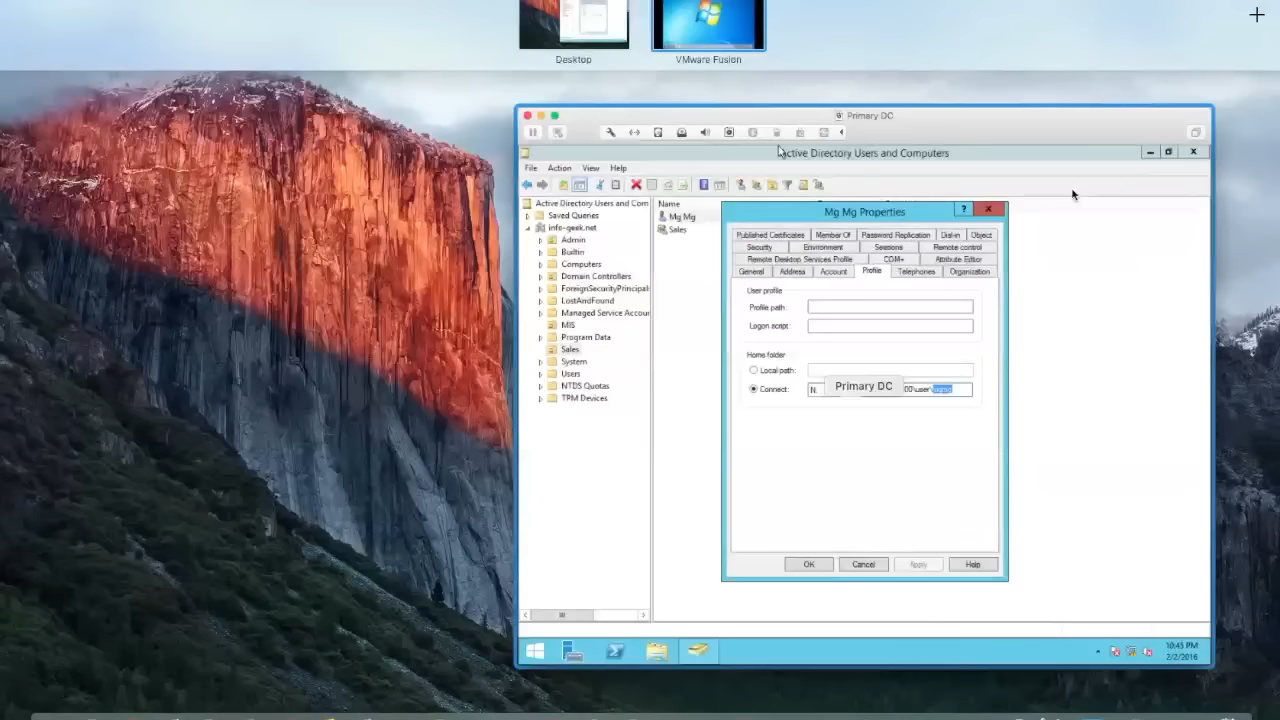 Desktop
VMware Fusion
Primary DC
Active Directory Users and Computers
File Action View Help
Active Directory Users and Com
Saved Queries
info-geek.net
Admin
Builtin
Computers
Domain Controllers
ForeignSecurityPrincipals
LostAndFound
Managed Service Accour
MIS
Program Data
Sales
System
Users
NTDS Quotas
TPM Devices
Name
Mg Mg
Sales
Mg Mg Properties
?
Published Certificates Member Of Password Replication Dial-in Object
Security Environment Sessions Remote control
Remote Desktop Services Profile COM+ Attribute Editor
General Address Account Profile Telephones Organization
User profile
Profile path:
Logon script:
Home folder
Local path:
Connect: N:
Primary DC
OK Cancel Apply Help
10:45 PM
2/2/2016